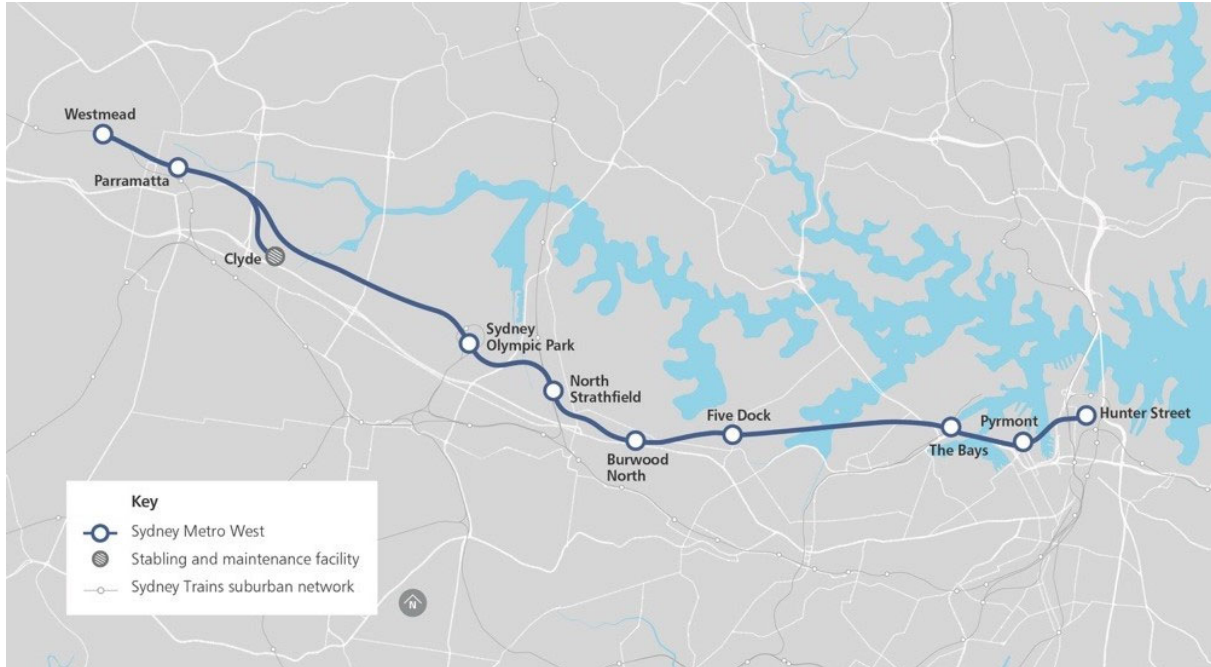 Westmead
Parramatta
Clyde
Sydney
Olympic Park
North
Strathfield
Burwood
North
Five Dock
The Bays
Pyrmont
Hunter Street
Key
Sydney Metro West
Stabling and maintenance facility
Sydney Trains suburban network
N